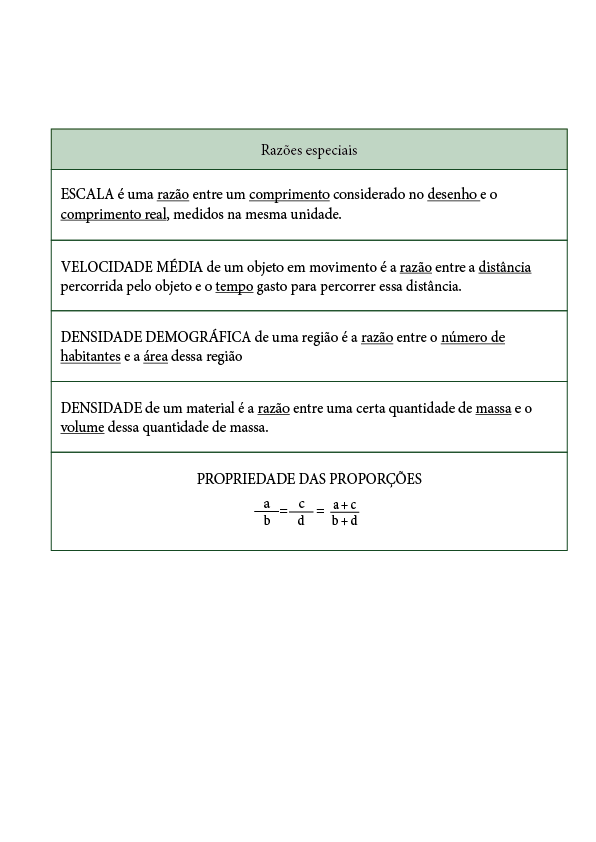 Razões especiais
ESCALA é uma razão entre um comprimento considerado no desenho e o
comprimento real, medidos na mesma unidade.
VELOCIDADE MÉDIA de um objeto em movimento é a razão entre a distância
percorrida pelo objeto e o tempo gasto para percorrer essa distância.
DENSIDADE DEMOGRÁFICA de uma região é a razão entre o número de
habitantes e a área dessa região
DENSIDADE de um material é a razão entre uma certa quantidade de massa e o
volume dessa quantidade de massa.
PROPRIEDADE DAS PROPORÇÕES
a/b = c/d = a+c/b+d